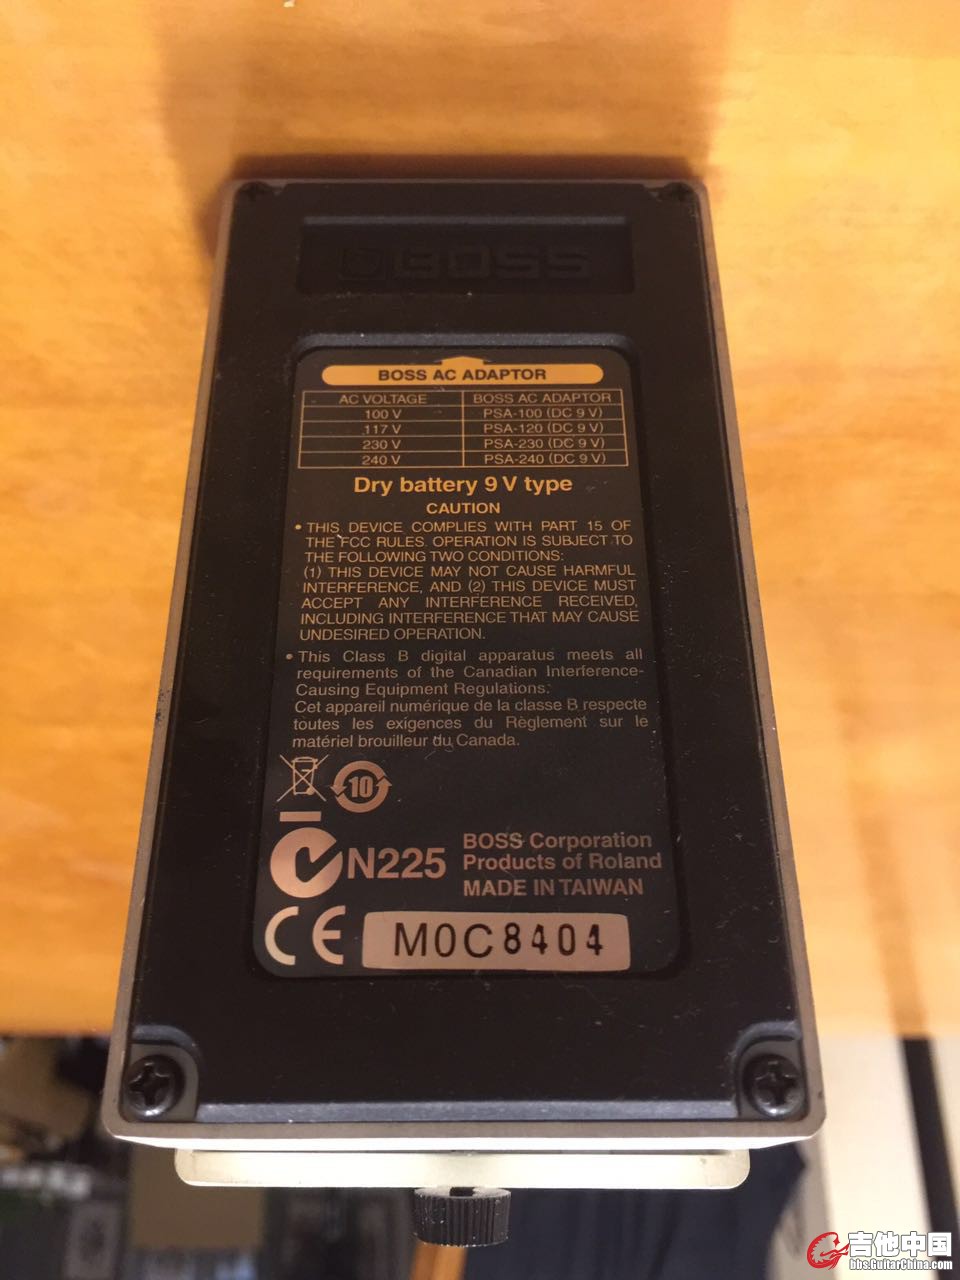 BOSS
BOSS AC ADAPTOR
AC VOLTAGE BOSS AC ADAPTOR
100 V PSA-100 (DC 9 V)
117 V PSA-120 (DC 9 V)
230 V PSA-230 (DC 9 V)
240 V PSA-240 (DC 9 V)
Dry battery 9 V type
CAUTION
• THIS DEVICE COMPLIES WITH PART 15 OF
THE FCC RULES. OPERATION IS SUBJECT TO
THE FOLLOWING TWO CONDITIONS:
(1) THIS DEVICE MAY NOT CAUSE HARMFUL
INTERFERENCE, AND (2) THIS DEVICE MUST
ACCEPT ANY INTERFERENCE RECEIVED,
INCLUDING INTERFERENCE THAT MAY CAUSE
UNDESIRED OPERATION.
• This Class B digital apparatus meets all
requirements of the Canadian Interference-
Causing Equipment Regulations.
Cet appareil numérique de la classe B respecte
toutes les exigences du Règlement sur le
matériel brouilleur du Canada.
10
N225
BOSS Corporation
Products of Roland
MADE IN TAIWAN
CE
M0C8404
吉他中国
bbs.GuitarChina.com